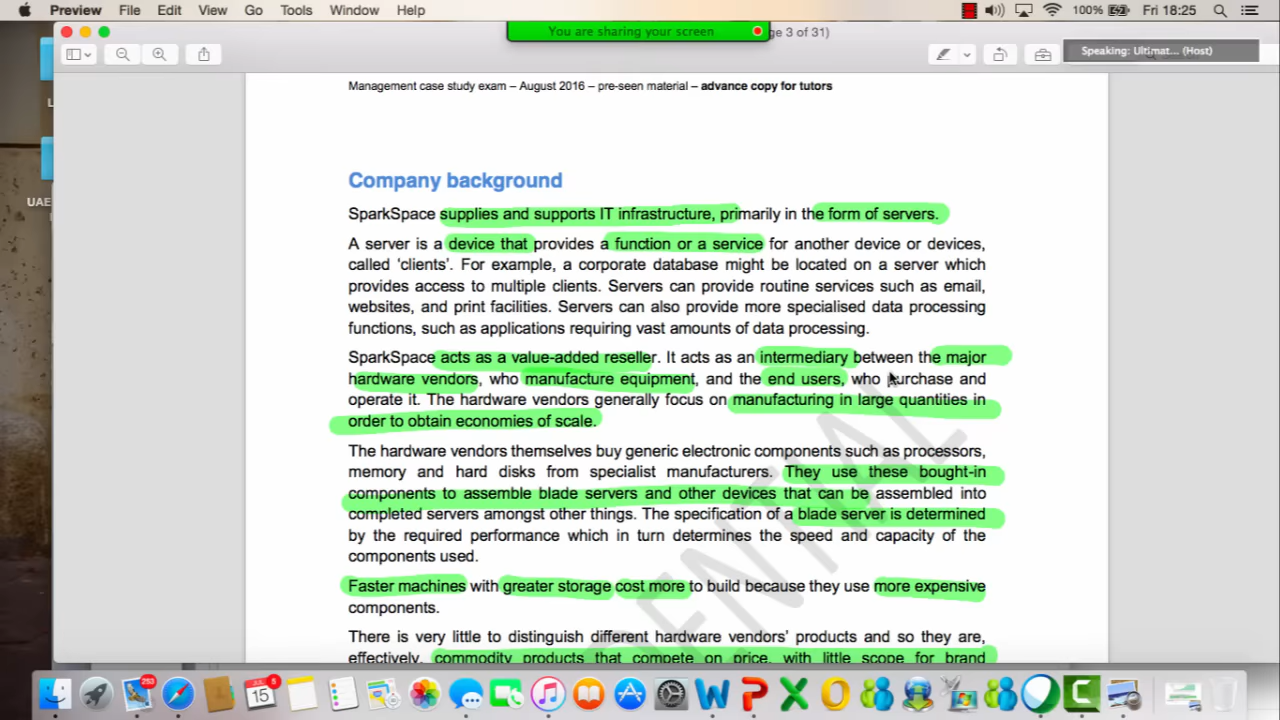 Preview File Edit View Go Tools Window Help 100% Fri 18:25
You are sharing your screen
ge 3 of 31)
Speaking: Ultimat... (Host)
Management case study exam – August 2016 – pre-seen material – advance copy for tutors
Company background
SparkSpace supplies and supports IT infrastructure, primarily in the form of servers.
A server is a device that provides a function or a service for another device or devices,
called 'clients'. For example, a corporate database might be located on a server which
provides access to multiple clients. Servers can provide routine services such as email,
websites, and print facilities. Servers can also provide more specialised data processing
functions, such as applications requiring vast amounts of data processing.
SparkSpace acts as a value-added reseller. It acts as an intermediary between the major
hardware vendors, who manufacture equipment, and the end users, who purchase and
operate it. The hardware vendors generally focus on manufacturing in large quantities in
order to obtain economies of scale.
The hardware vendors themselves buy generic electronic components such as processors,
memory and hard disks from specialist manufacturers. They use these bought-in
components to assemble blade servers and other devices that can be assembled into
completed servers amongst other things. The specification of a blade server is determined
by the required performance which in turn determines the speed and capacity of the
components used.
Faster machines with greater storage cost more to build because they use more expensive
components.
There is very little to distinguish different hardware vendors' products and so they are,
effectively, commodity products that compete on price, with little scope for brand
UAE
DENTIAL
253
15